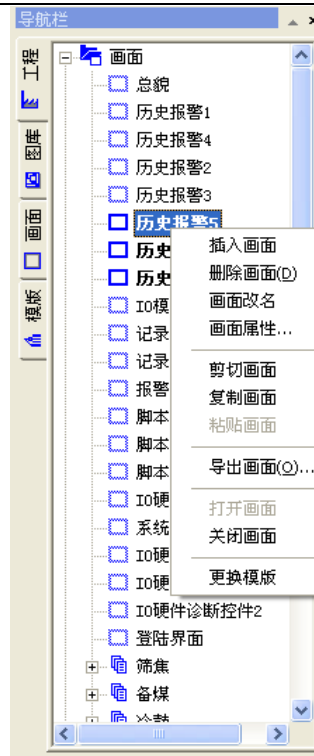 导航栏
工程
图库
画面
模版
画面
总貌
历史报警1
历史报警4
历史报警2
历史报警3
历史报警5
历史
历史
IO模
记录
记录
报警
脚本
脚本
脚本
IO硬
系统
IO硬
IO硬
IO硬件诊断控件2
登陆界面
筛焦
备煤
冷鼓
插入画面
删除画面(D)
画面改名
画面属性...
剪切画面
复制画面
粘贴画面
导出画面(O)...
打开画面
关闭画面
更换模版